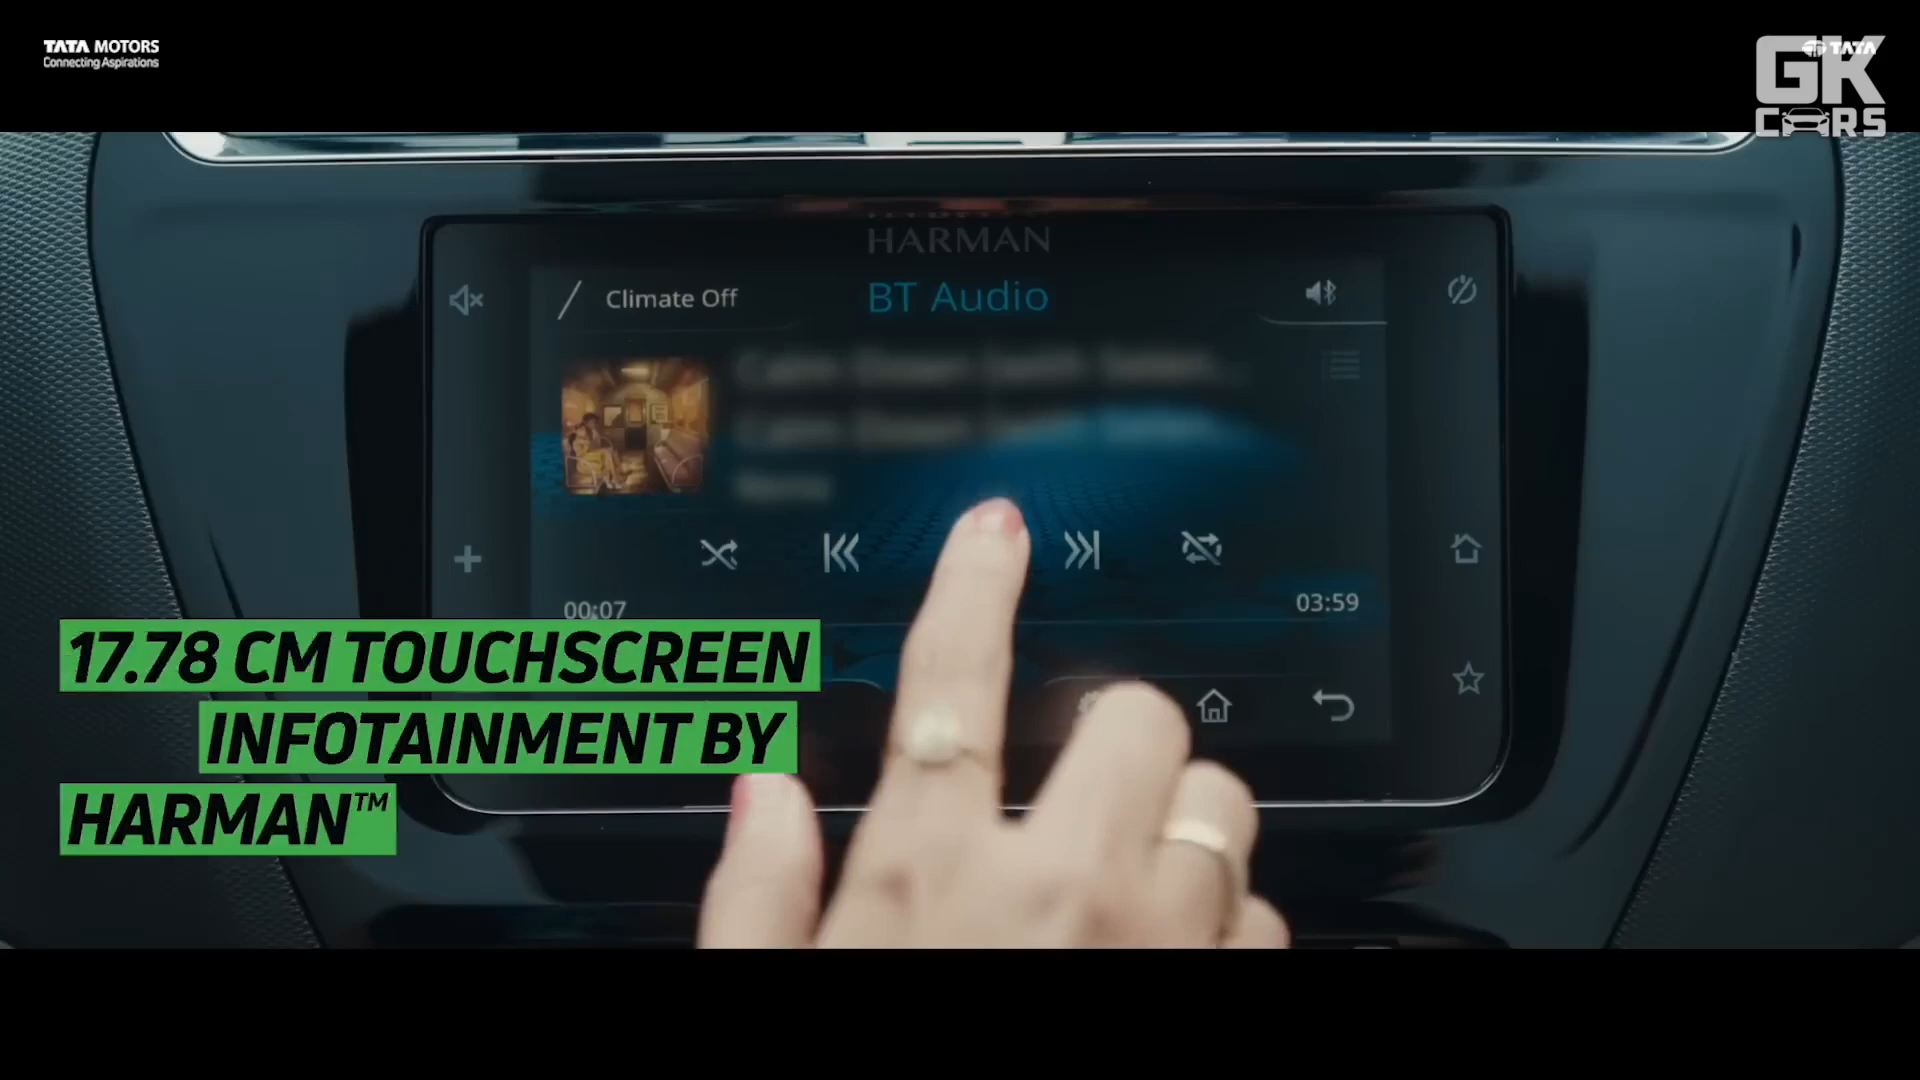 TATA MOTORS
Connecting Aspirations
TATA
GK
CARS
HARMAN
Climate Off
BT Audio
00:07
03:59
17.78 CM TOUCHSCREEN
INFOTAINMENT BY
HARMAN™